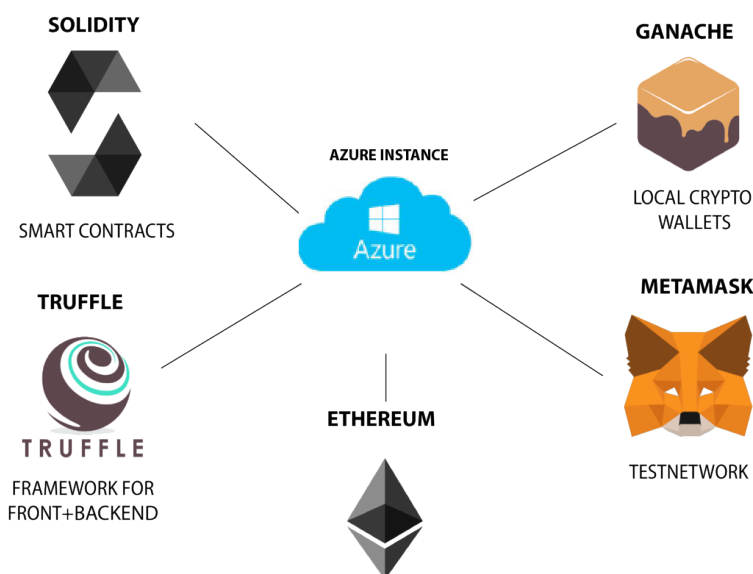 SOLIDITY
SMART CONTRACTS
GANACHE
LOCAL CRYPTO
WALLETS
AZURE INSTANCE
Azure
TRUFFLE
TRUFFLE
FRAMEWORK FOR
FRONT+BACKEND
ETHEREUM
METAMASK
TESTNETWORK